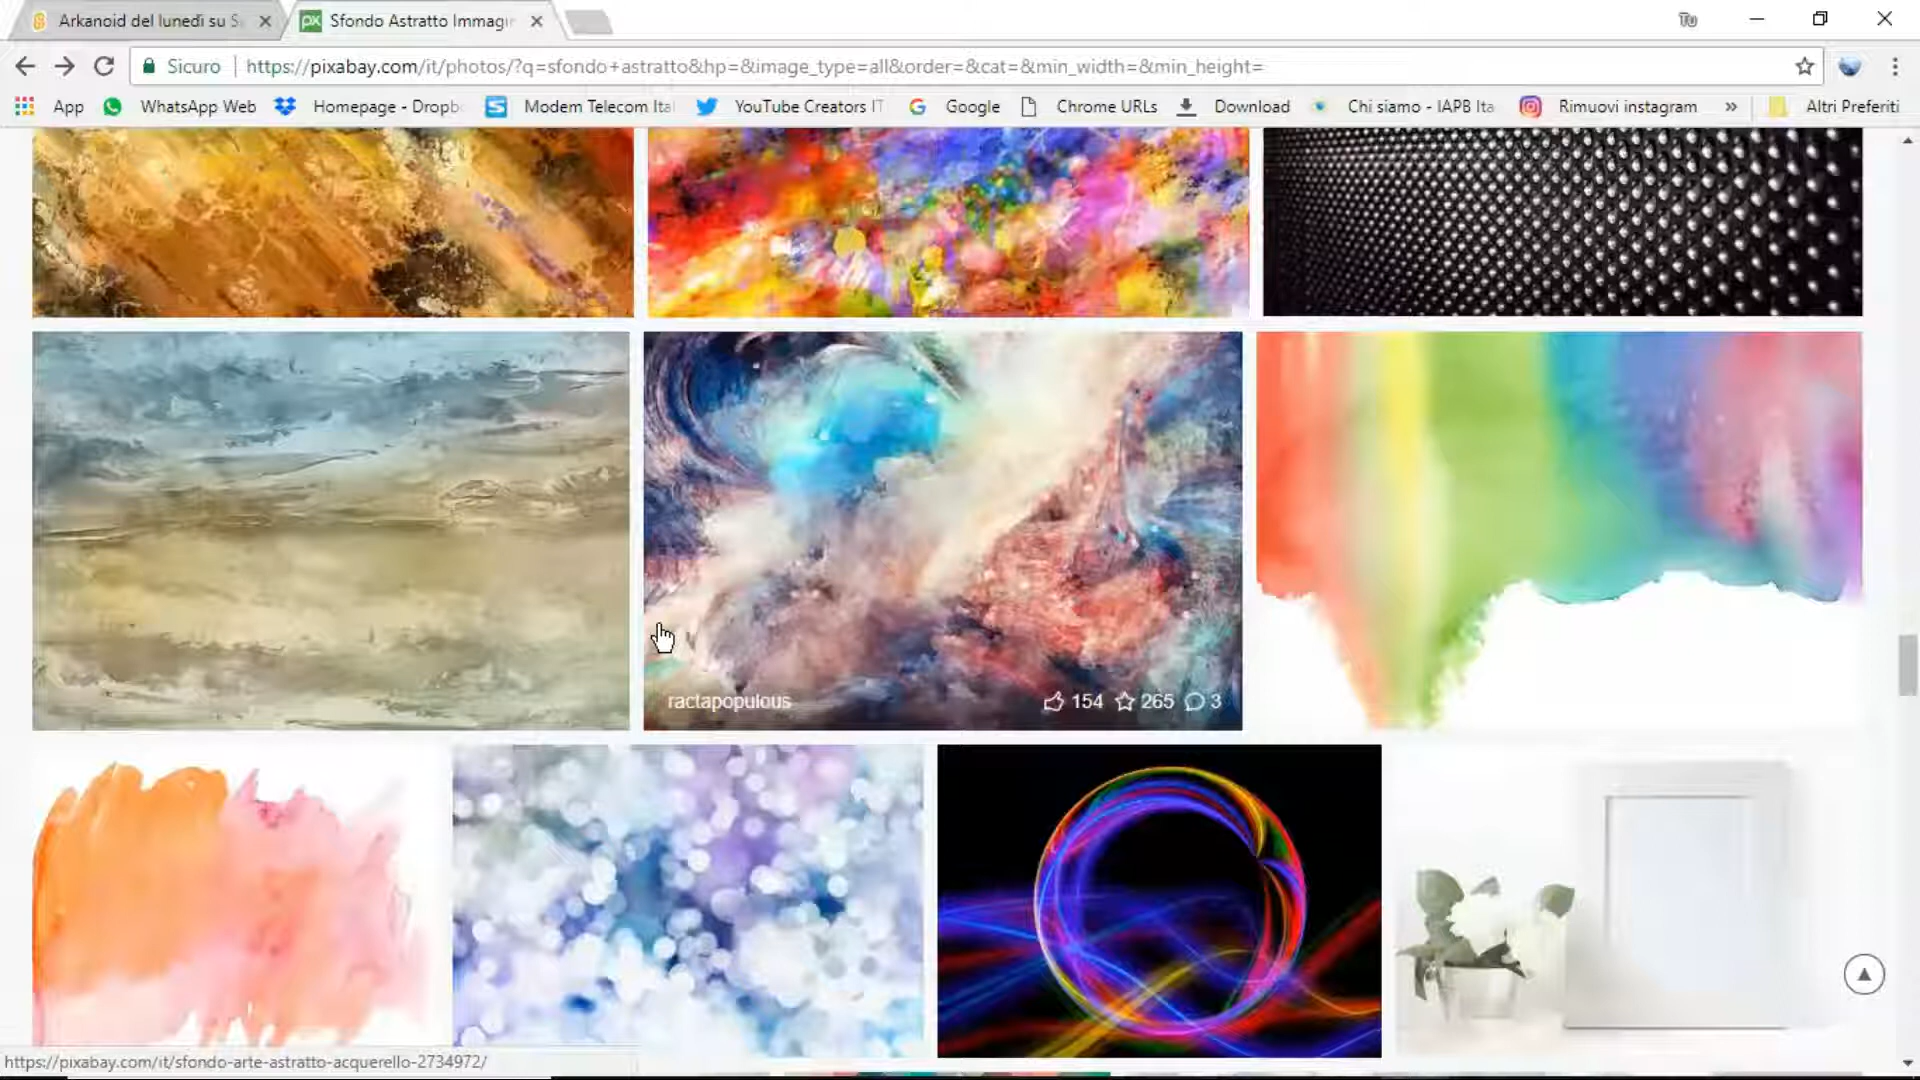 Arkanoid del lunedì su S
Sfondo Astratto Immagin
Tu
Sicuro
https://pixabay.com/it/photos/?q=sfondo+astratto&hp=&image_type=all&order=&cat=&min_width=&min_height=
App
WhatsApp Web
Homepage - Dropb
Modem Telecom Ita
YouTube Creators IT
Google
Chrome URLs
Download
Chi siamo - IAPB Ita
Rimuovi instagram
»
Altri Preferiti
ractapopulous
154
265
3
https://pixabay.com/it/sfondo-arte-astratto-acquerello-2734972/